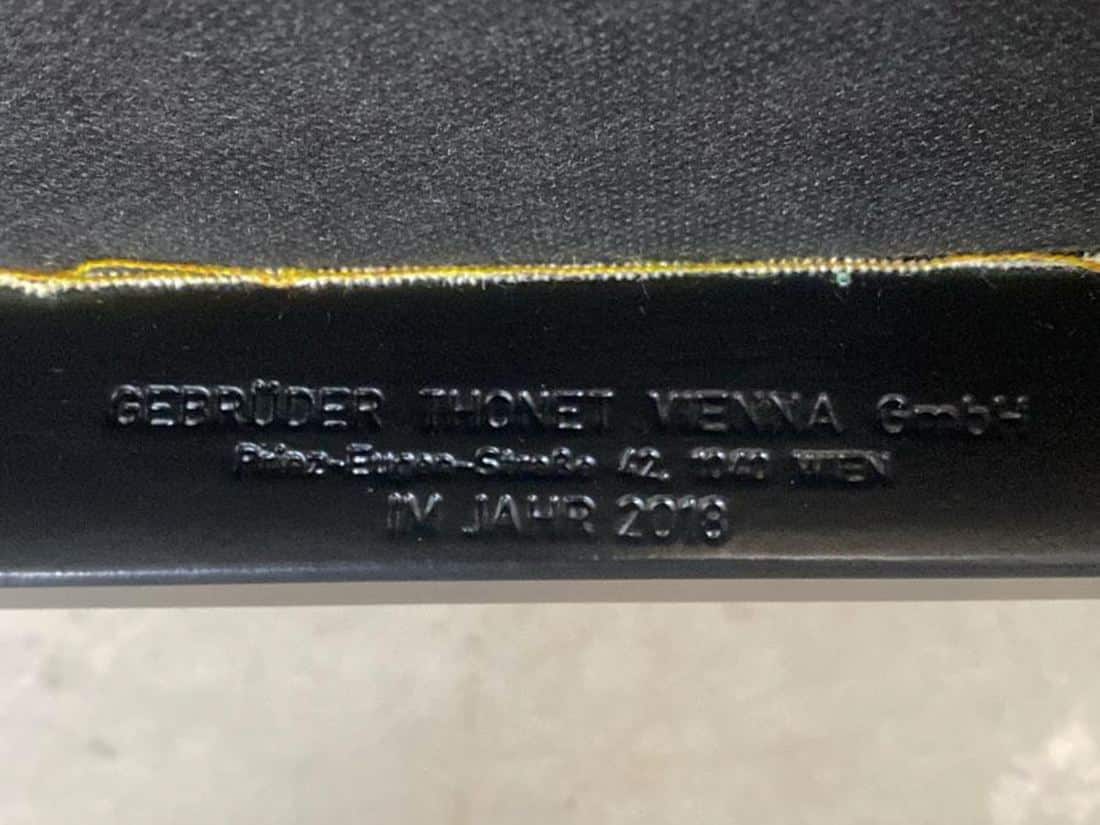 GEBRÜDER THONET VIENNA GmbH
Prinz-Eugen-Straße 42, 1040 WIEN
IM JAHR 2018